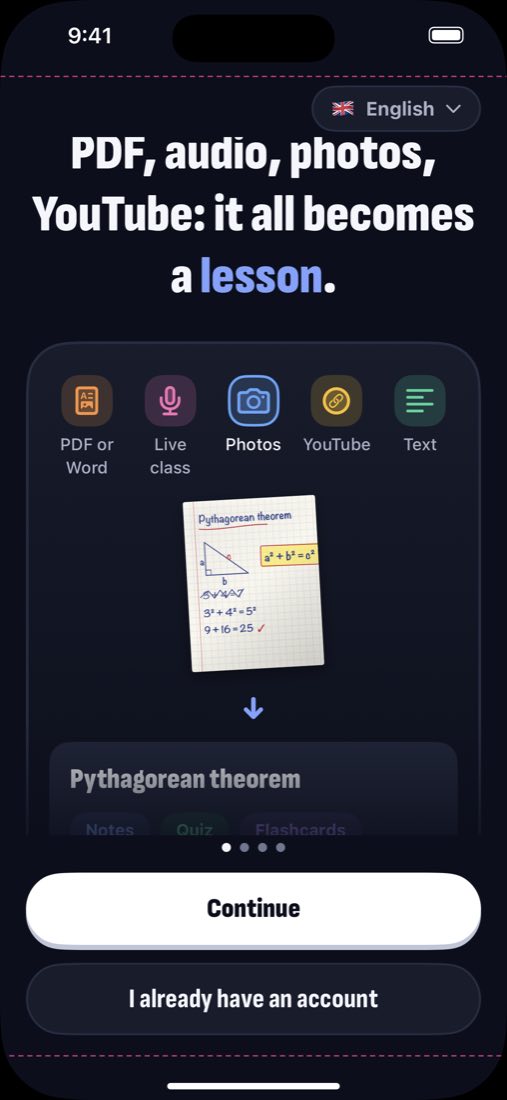 9:41
English
PDF, audio, photos,
YouTube: it all becomes
a lesson.
PDF or
Word
Live
class
Photos
YouTube
Text
Pythagorean theorem
a
b
a² + b² = c²
3² + 4² = 5²
9 + 16 = 25 ✓
Pythagorean theorem
Notes
Quiz
Flashcards
Continue
I already have an account